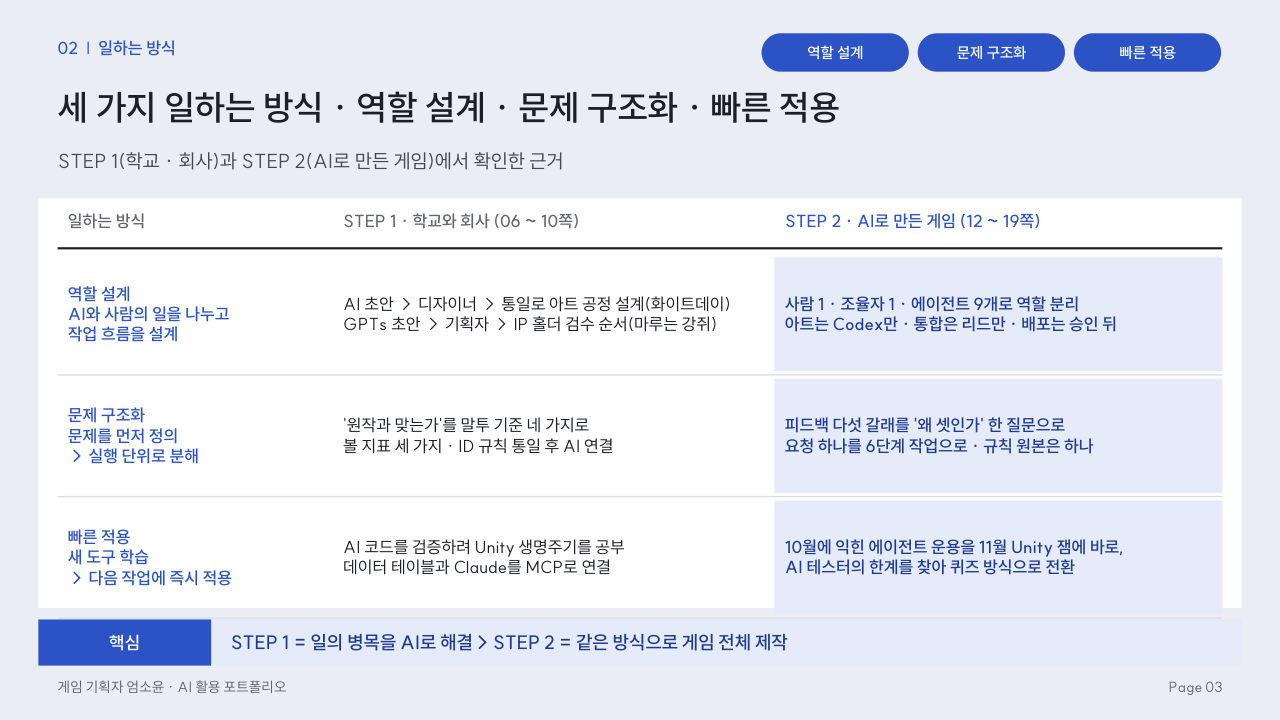 02 | 일하는 방식
역할 설계
문제 구조화
빠른 적용
세 가지 일하는 방식 · 역할 설계 · 문제 구조화 · 빠른 적용
STEP 1(학교 · 회사)과 STEP 2(AI로 만든 게임)에서 확인한 근거
일하는 방식
STEP 1 · 학교와 회사 (06 ~ 10쪽)
STEP 2 · AI로 만든 게임 (12 ~ 19쪽)
역할 설계
AI와 사람의 일을 나누고
작업 흐름을 설계
AI 초안 > 디자이너 > 통일로 아트 공정 설계(화이트데이)
GPTs 초안 > 기획자 > IP 홀더 검수 순서(마루는 강쥐)
사람 1 · 조율자 1 · 에이전트 9개로 역할 분리
아트는 Codex만 · 통합은 리드만 · 배포는 승인 뒤
문제 구조화
문제를 먼저 정의
> 실행 단위로 분해
'원작과 맞는가'를 말투 기준 네 가지로
볼 지표 세 가지 · ID 규칙 통일 후 AI 연결
피드백 다섯 갈래를 '왜 셋인가' 한 질문으로
요청 하나를 6단계 작업으로 · 규칙 원본은 하나
빠른 적용
새 도구 학습
> 다음 작업에 즉시 적용
AI 코드를 검증하려 Unity 생명주기를 공부
데이터 테이블과 Claude를 MCP로 연결
10월에 익힌 에이전트 운용을 11월 Unity 잼에 바로,
AI 테스터의 한계를 찾아 퀴즈 방식으로 전환
핵심
STEP 1 = 일의 병목을 AI로 해결 > STEP 2 = 같은 방식으로 게임 전체 제작
게임 기획자 엄소윤 · AI 활용 포트폴리오
Page 03